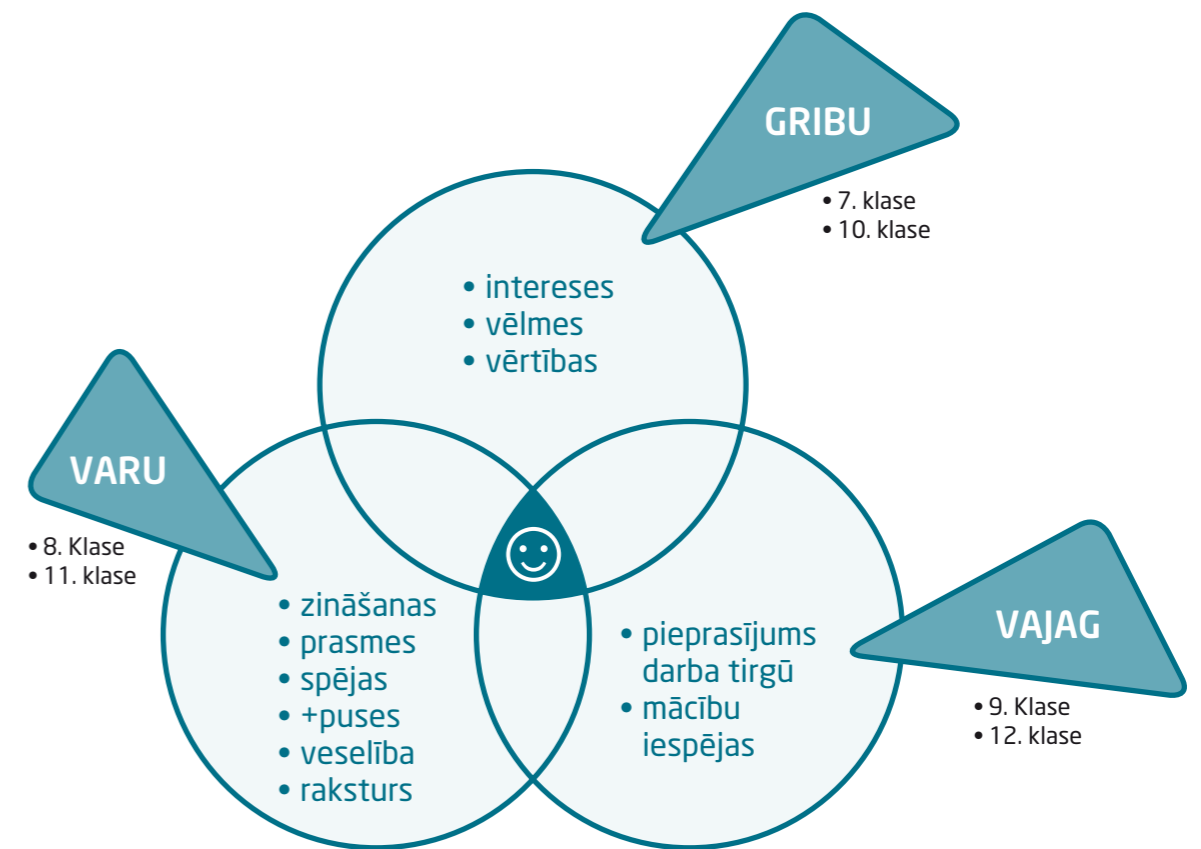 GRIBU
• 7. klase
• 10. klase
• intereses
• vēlmes
• vērtības
VARU
• 8. Klase
• 11. klase
• zināšanas
• prasmes
• spējas
• +puses
• veselība
• raksturs
• pieprasījums
darba tirgū
• mācību
iespējas
VAJAG
• 9. Klase
• 12. klase